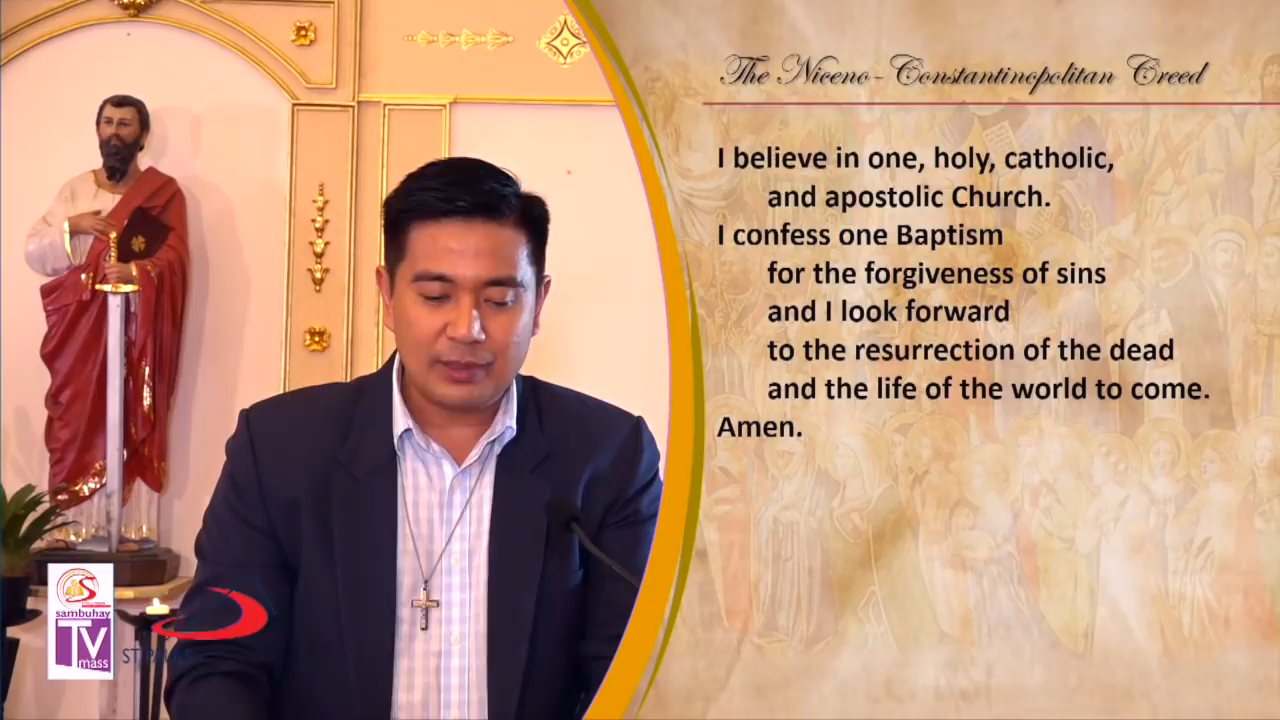 The Niceno-Constantinopolitan Creed
I believe in one, holy, catholic,
and apostolic Church.
I confess one Baptism
for the forgiveness of sins
and I look forward
to the resurrection of the dead
and the life of the world to come.
Amen.
sambuhay
TV
mass